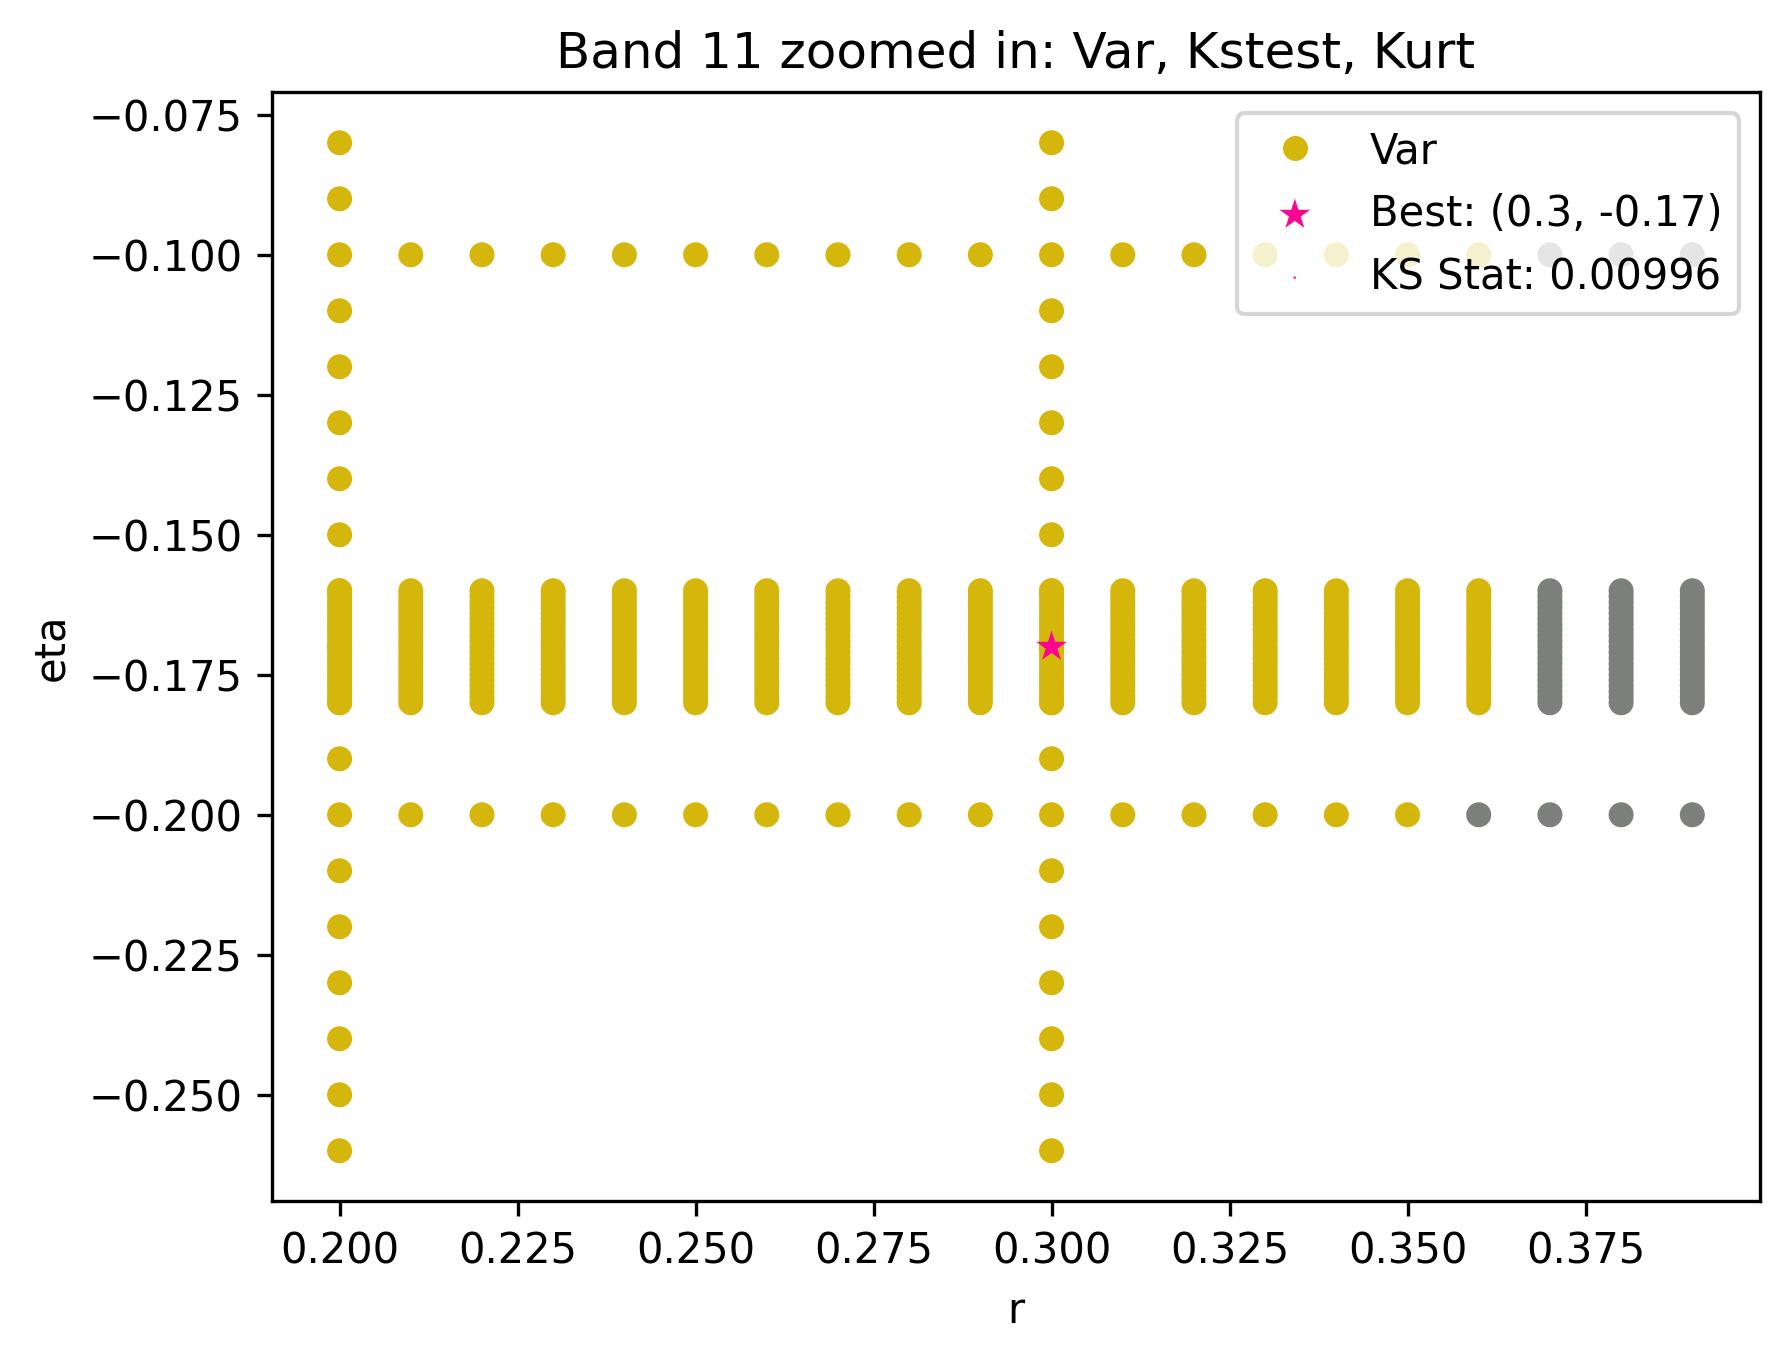 Band 11 zoomed in: Var, Kstest, Kurt
Var
Best: (0.3, -0.17)
KS Stat: 0.00996
−0.075
−0.100
−0.125
−0.150
−0.175
−0.200
−0.225
−0.250
eta
0.200 0.225 0.250 0.275 0.300 0.325 0.350 0.375
r